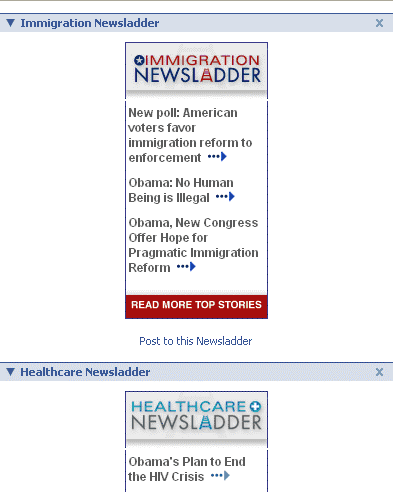 Immigration Newsladder
IMMIGRATION
NEWSLADDER
New poll: American
voters favor
immigration reform to
enforcement
Obama: No Human
Being is Illegal
Obama, New Congress
Offer Hope for
Pragmatic Immigration
Reform
READ MORE TOP STORIES
Post to this Newsladder
Healthcare Newsladder
HEALTHCARE
NEWSLADDER
Obama's Plan to End
the HIV Crisis